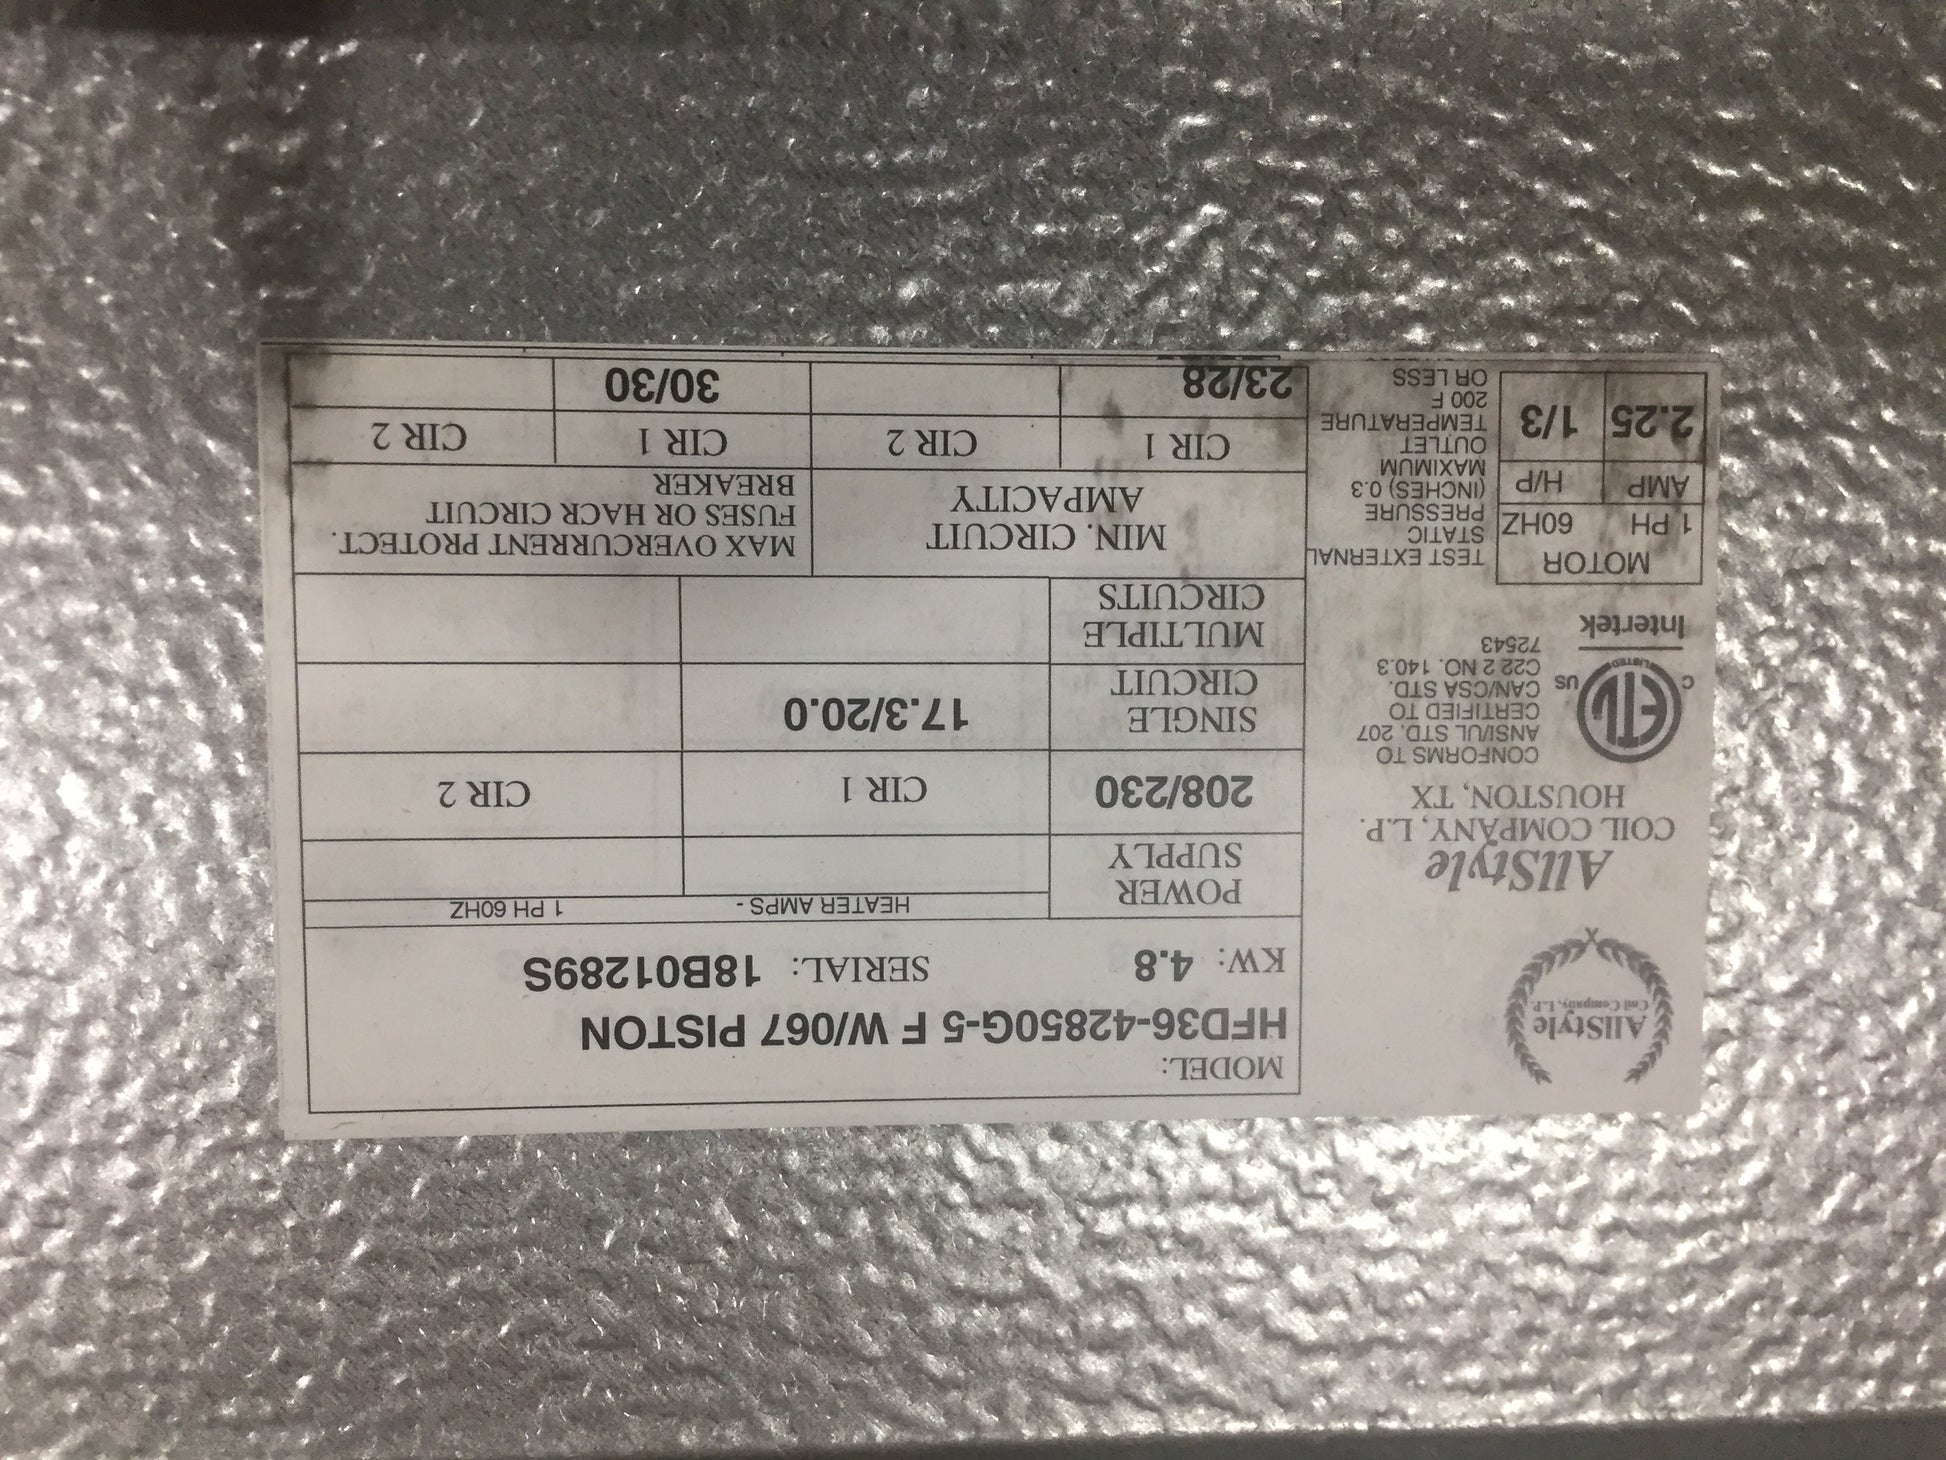 AllStyle
Coil Company, L.P.
AllStyle
COIL COMPANY, L.P.
HOUSTON, TX
CONFORMS TO
ANSI/UL STD. 207
CERTIFIED TO
CAN/CSA STD.
C22 2 NO. 140.3
72543
ETL
LISTED
C US
Intertek
MOTOR
1 PH 60HZ
AMP H/P
2.25 1/3
TEST EXTERNAL
STATIC
PRESSURE
(INCHES) 0.3
MAXIMUM
OUTLET
TEMPERATURE
200 F
OR LESS
MODEL:
HFD36-42850G-5 F W/067 PISTON
KW: 4.8 SERIAL: 18B01289S
HEATER AMPS - 1 PH 60HZ
POWER
SUPPLY
208/230 CIR 1 CIR 2
SINGLE
CIRCUIT
17.3/20.0
MULTIPLE
CIRCUITS
MIN. CIRCUIT
AMPACITY
MAX OVERCURRENT PROTECT.
FUSES OR HACR CIRCUIT
BREAKER
CIR 1 CIR 2 CIR 1 CIR 2
23/28 30/30